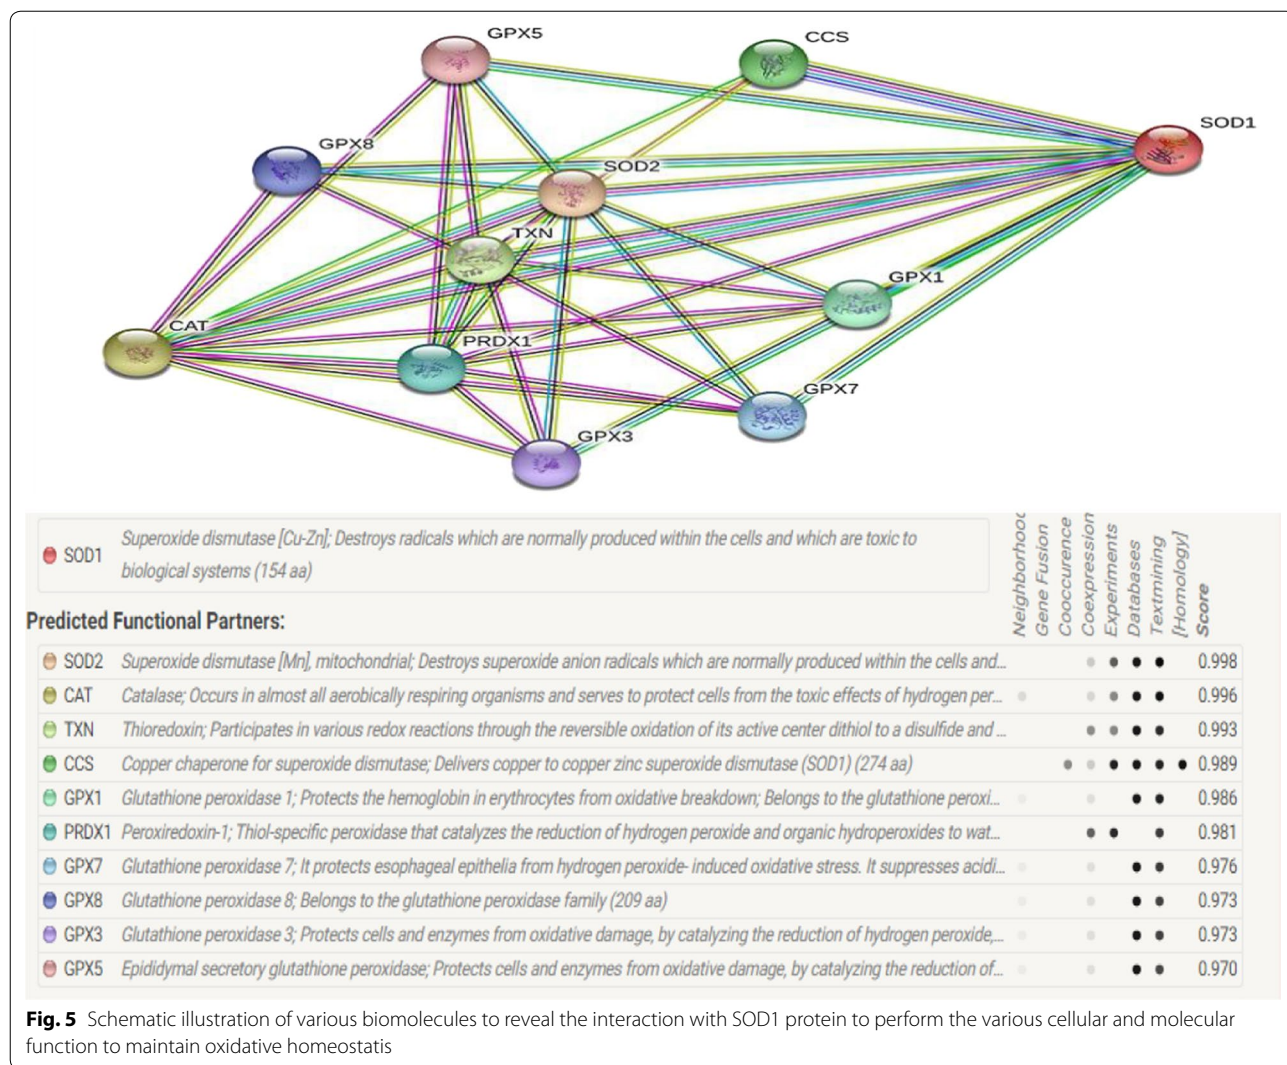 GPX5
CCS
SOD1
GPX8
SOD2
TXN
GPX1
CAT
PRDX1
GPX7
GPX3
Neighborhooc
Gene Fusion
Cooccurence
Coexpression
Experiments
Databases
Textmining
[Homology]
Score
SOD1 Superoxide dismutase [Cu-Zn]; Destroys radicals which are normally produced within the cells and which are toxic to
biological systems (154 aa)
Predicted Functional Partners:
SOD2 Superoxide dismutase [Mn], mitochondrial; Destroys superoxide anion radicals which are normally produced within the cells and... 0.998
CAT Catalase; Occurs in almost all aerobically respiring organisms and serves to protect cells from the toxic effects of hydrogen per... 0.996
TXN Thioredoxin; Participates in various redox reactions through the reversible oxidation of its active center dithiol to a disulfide and ... 0.993
CCS Copper chaperone for superoxide dismutase; Delivers copper to copper zinc superoxide dismutase (SOD1) (274 aa) 0.989
GPX1 Glutathione peroxidase 1; Protects the hemoglobin in erythrocytes from oxidative breakdown; Belongs to the glutathione peroxi... 0.986
PRDX1 Peroxiredoxin-1; Thiol-specific peroxidase that catalyzes the reduction of hydrogen peroxide and organic hydroperoxides to wat... 0.981
GPX7 Glutathione peroxidase 7; It protects esophageal epithelia from hydrogen peroxide- induced oxidative stress. It suppresses acidi... 0.976
GPX8 Glutathione peroxidase 8; Belongs to the glutathione peroxidase family (209 aa) 0.973
GPX3 Glutathione peroxidase 3; Protects cells and enzymes from oxidative damage, by catalyzing the reduction of hydrogen peroxide,... 0.973
GPX5 Epididymal secretory glutathione peroxidase; Protects cells and enzymes from oxidative damage, by catalyzing the reduction of... 0.970
Fig. 5 Schematic illustration of various biomolecules to reveal the interaction with SOD1 protein to perform the various cellular and molecular
function to maintain oxidative homeostatis